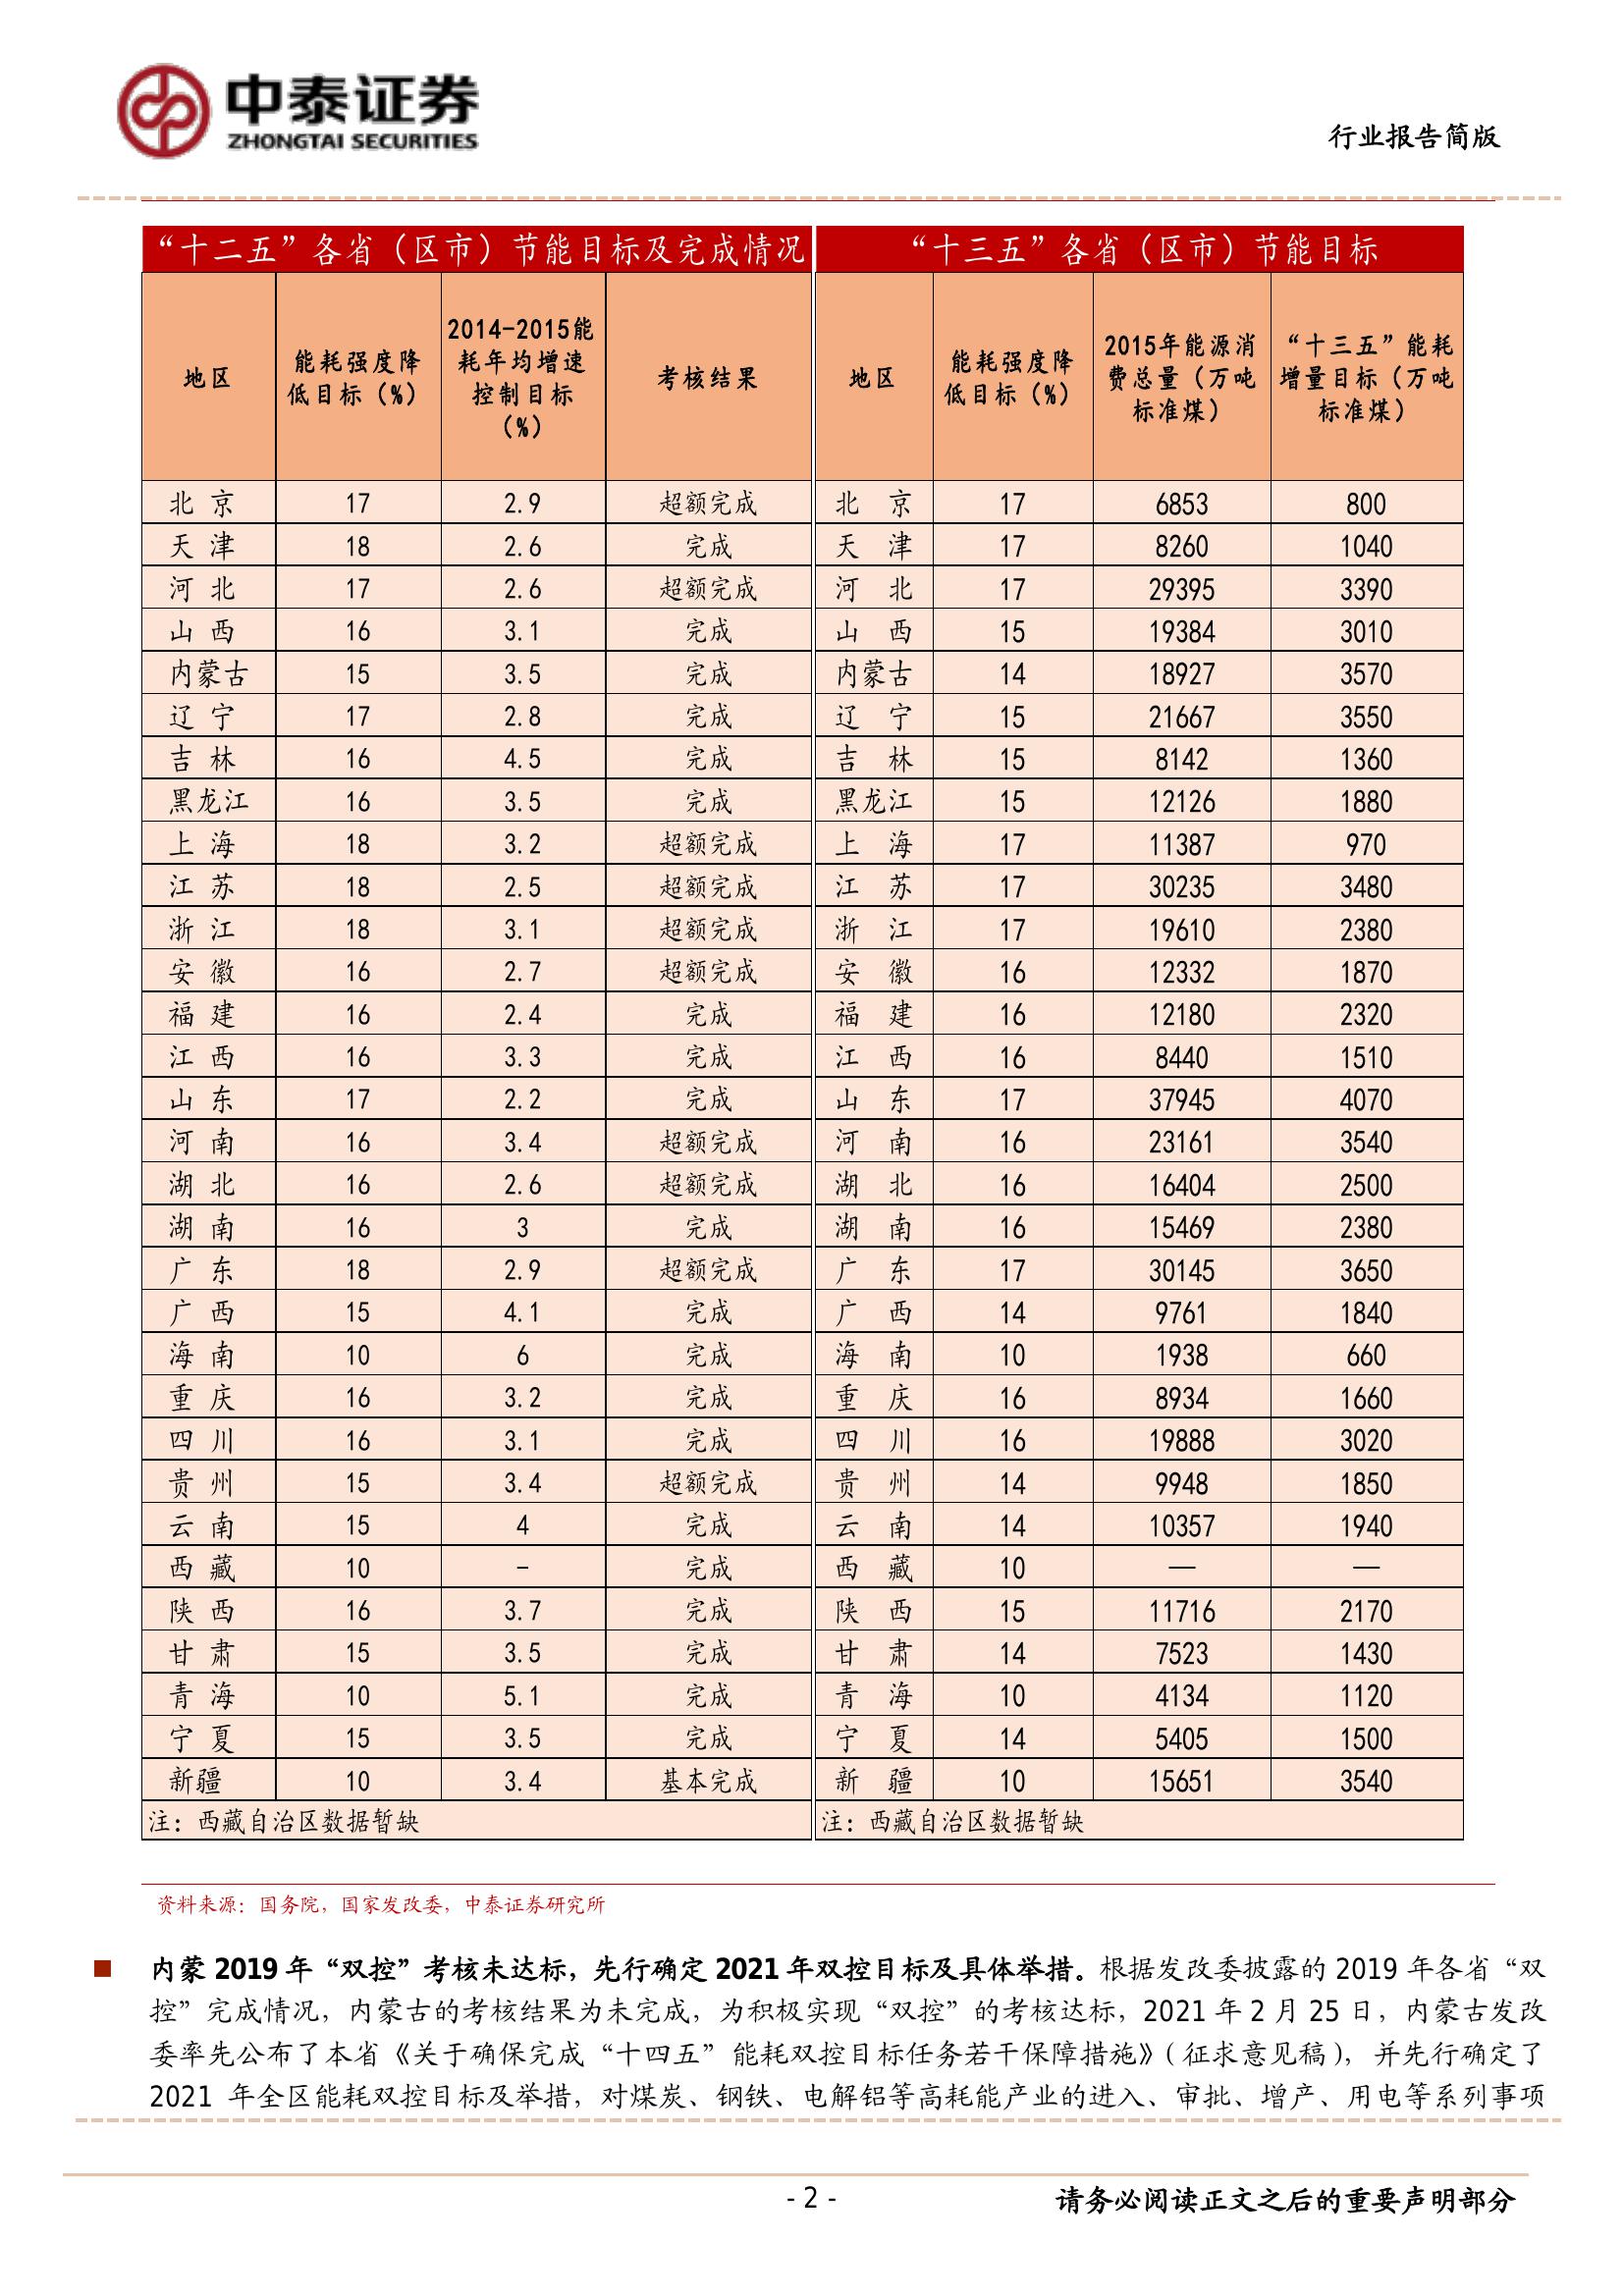 中泰证券
ZHONGTAI SECURITIES
行业报告简版
“十二五”各省（区市）节能目标及完成情况 “十三五”各省（区市）节能目标
地区 能耗强度降低目标（%） 2014-2015能耗年均增速控制目标（%） 考核结果 地区 能耗强度降低目标（%） 2015年能源消费总量（万吨标准煤） “十三五”能耗增量目标（万吨标准煤）
北 京 17 2.9 超额完成 北 京 17 6853 800
天 津 18 2.6 完成 天 津 17 8260 1040
河 北 17 2.6 超额完成 河 北 17 29395 3390
山 西 16 3.1 完成 山 西 15 19384 3010
内蒙古 15 3.5 完成 内蒙古 14 18927 3570
辽 宁 17 2.8 完成 辽 宁 15 21667 3550
吉 林 16 4.5 完成 吉 林 15 8142 1360
黑龙江 16 3.5 完成 黑龙江 15 12126 1880
上 海 18 3.2 超额完成 上 海 17 11387 970
江 苏 18 2.5 超额完成 江 苏 17 30235 3480
浙 江 18 3.1 超额完成 浙 江 17 19610 2380
安 徽 16 2.7 超额完成 安 徽 16 12332 1870
福 建 16 2.4 完成 福 建 16 12180 2320
江 西 16 3.3 完成 江 西 16 8440 1510
山 东 17 2.2 完成 山 东 17 37945 4070
河 南 16 3.4 超额完成 河 南 16 23161 3540
湖 北 16 2.6 超额完成 湖 北 16 16404 2500
湖 南 16 3 完成 湖 南 16 15469 2380
广 东 18 2.9 超额完成 广 东 17 30145 3650
广 西 15 4.1 完成 广 西 14 9761 1840
海 南 10 6 完成 海 南 10 1938 660
重 庆 16 3.2 完成 重 庆 16 8934 1660
四 川 16 3.1 完成 四 川 16 19888 3020
贵 州 15 3.4 超额完成 贵 州 14 9948 1850
云 南 15 4 完成 云 南 14 10357 1940
西 藏 10 - 完成 西 藏 10 — —
陕 西 16 3.7 完成 陕 西 15 11716 2170
甘 肃 15 3.5 完成 甘 肃 14 7523 1430
青 海 10 5.1 完成 青 海 10 4134 1120
宁 夏 15 3.5 完成 宁 夏 14 5405 1500
新疆 10 3.4 基本完成 新 疆 10 15651 3540
注：西藏自治区数据暂缺 注：西藏自治区数据暂缺
资料来源：国务院，国家发改委，中泰证券研究所
■ 内蒙 2019 年“双控”考核未达标，先行确定 2021 年双控目标及具体举措。根据发改委披露的 2019 年各省“双
控”完成情况，内蒙古的考核结果为未完成，为积极实现“双控”的考核达标，2021 年 2 月 25 日，内蒙古发改
委率先公布了本省《关于确保完成“十四五”能耗双控目标任务若干保障措施》（征求意见稿），并先行确定了
2021 年全区能耗双控目标及举措，对煤炭、钢铁、电解铝等高耗能产业的进入、审批、增产、用电等系列事项
- 2 -
请务必阅读正文之后的重要声明部分